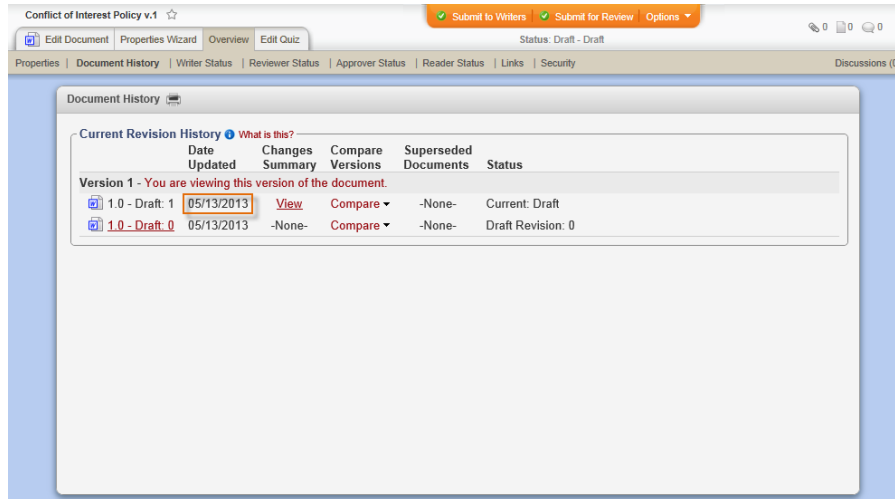 Conflict of Interest Policy v.1
Submit to Writers Submit for Review Options
0 0 0
Edit Document Properties Wizard Overview Edit Quiz
Status: Draft - Draft
Properties | Document History | Writer Status | Reviewer Status | Approver Status | Reader Status | Links | Security
Discussions (
Document History
Current Revision History What is this?
Date Updated Changes Summary Compare Versions Superseded Documents Status
Version 1 - You are viewing this version of the document.
1.0 - Draft: 1 05/13/2013 View Compare -None- Current: Draft
1.0 - Draft: 0 05/13/2013 -None- Compare -None- Draft Revision: 0